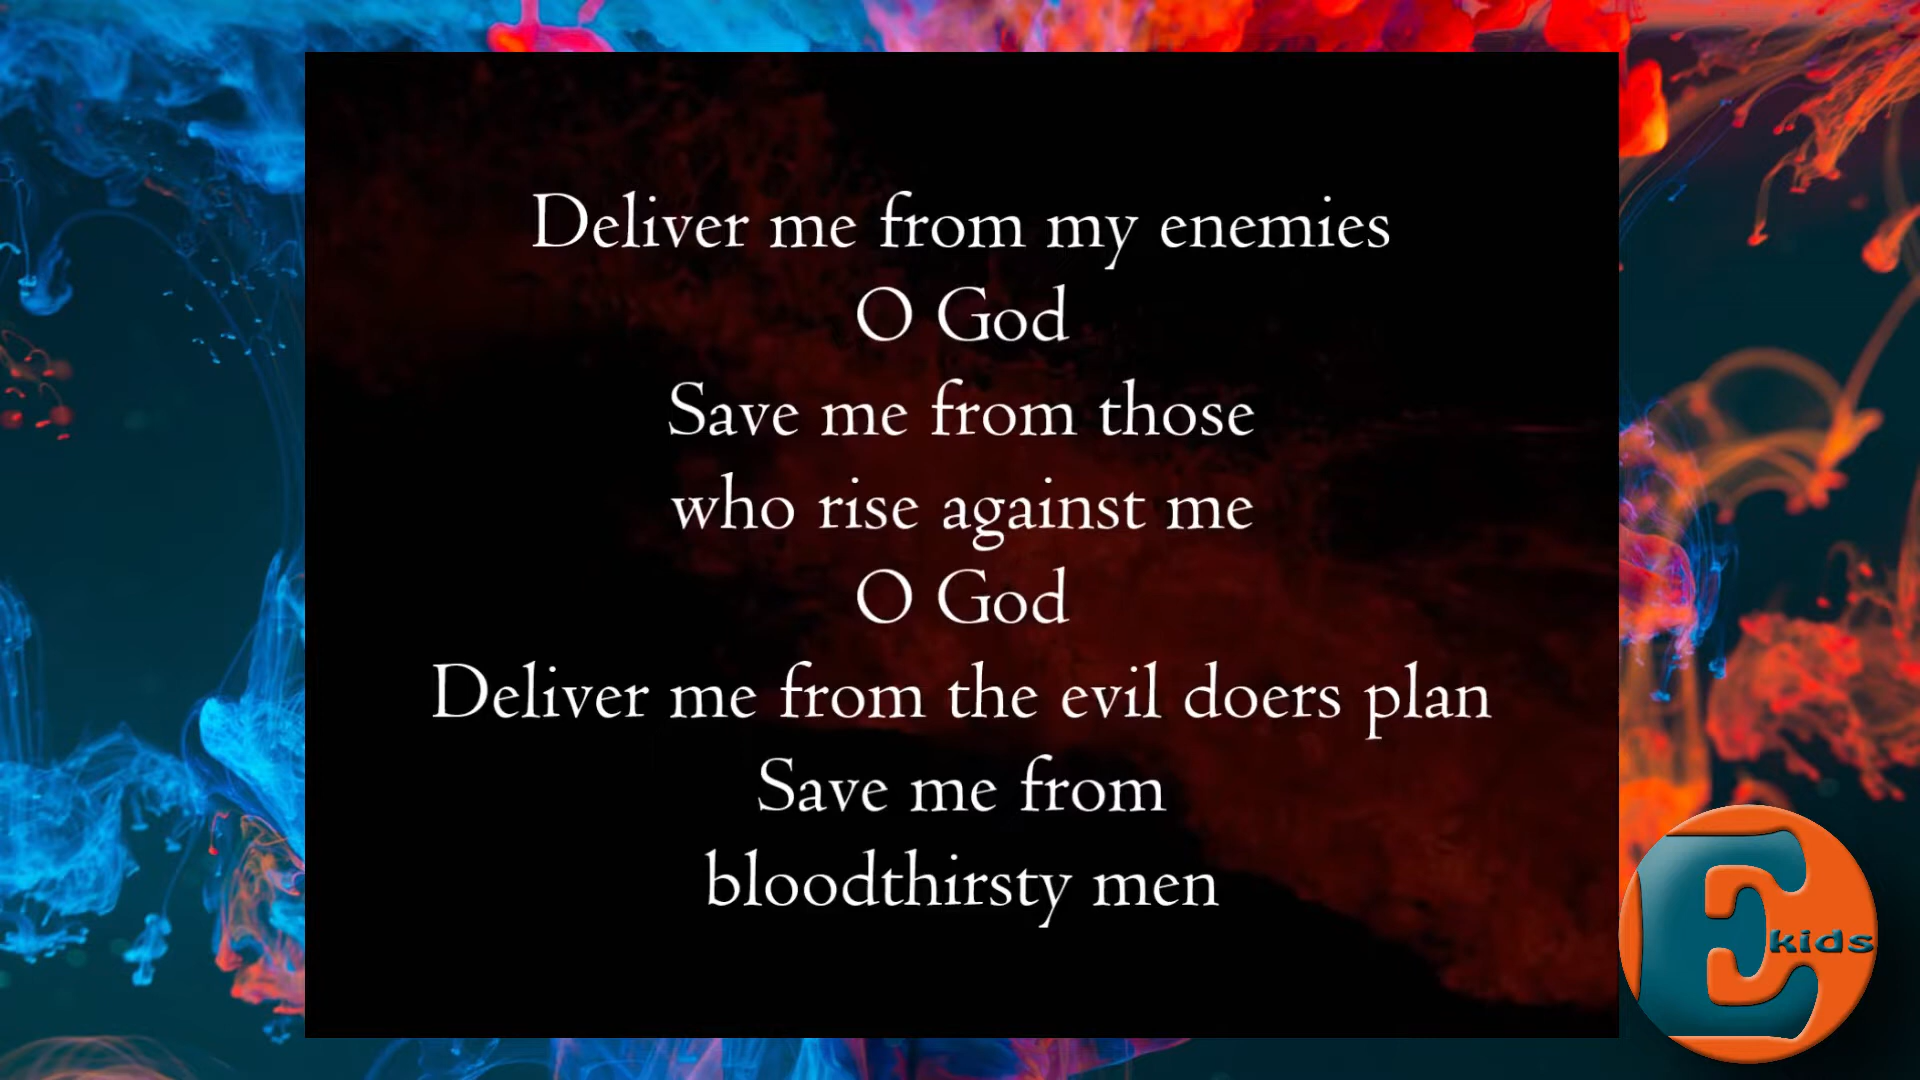 Deliver me from my enemies
O God
Save me from those
who rise against me
O God
Deliver me from the evil doers plan
Save me from
bloodthirsty men
E kids